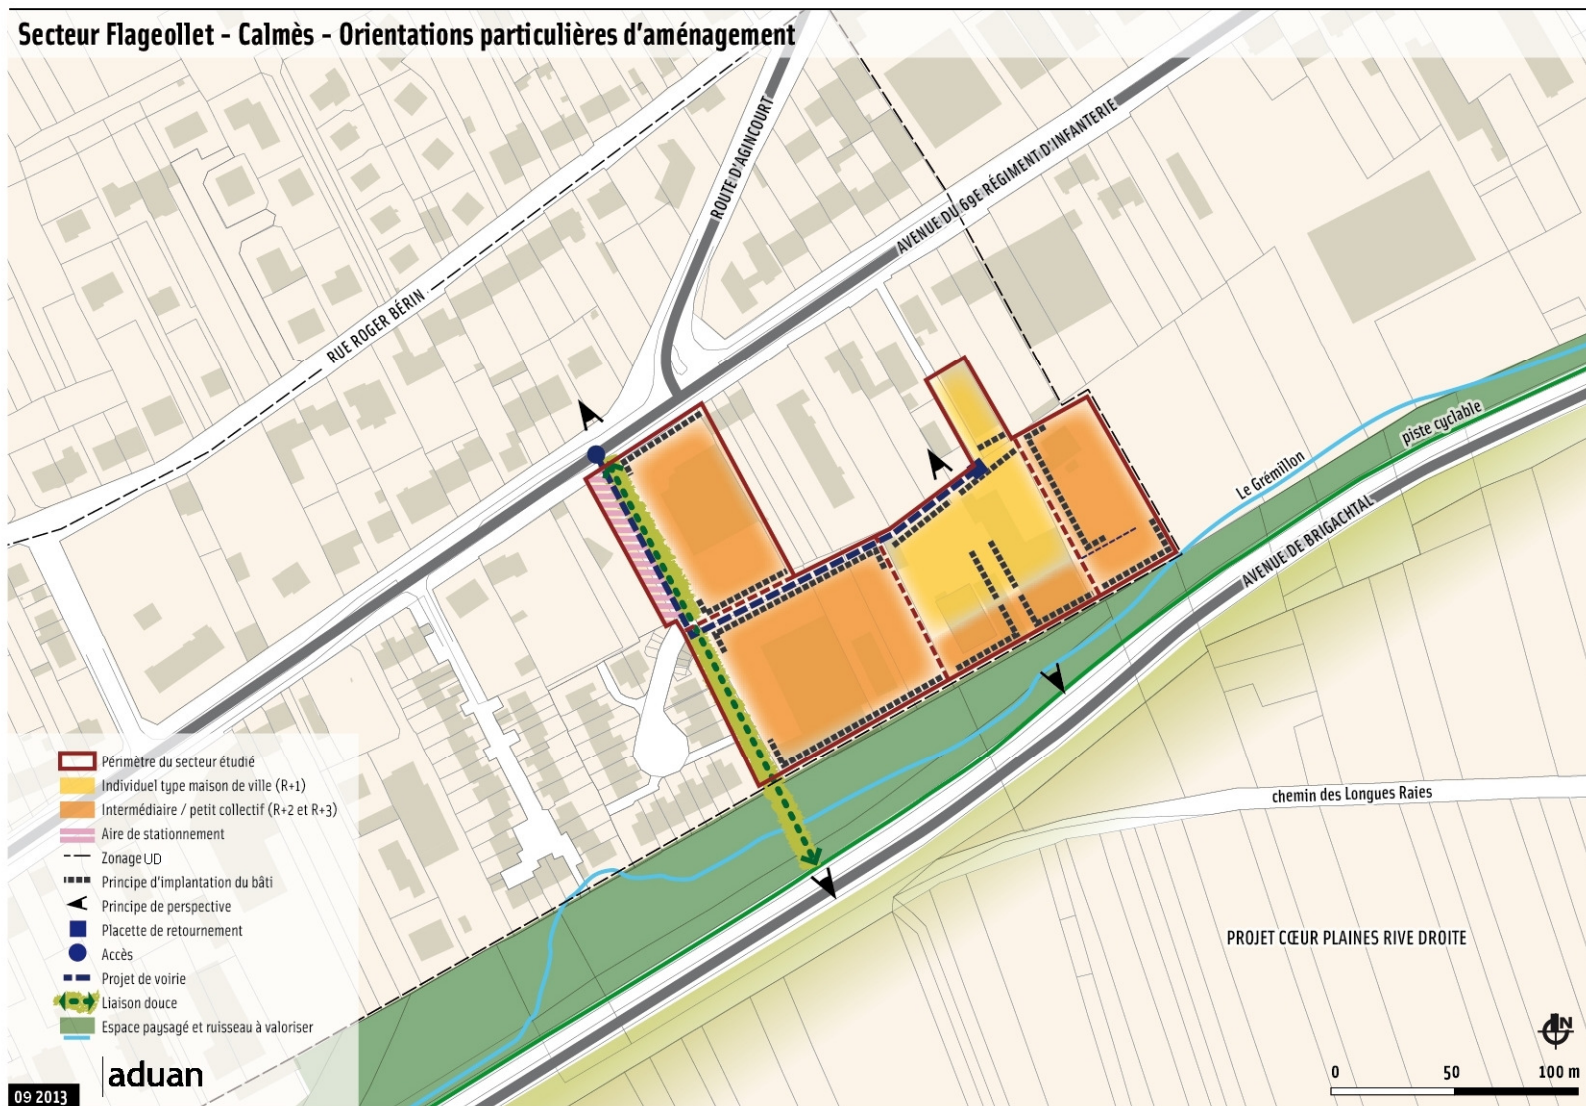 Secteur Flageollet - Calmès - Orientations particulières d'aménagement
ROUTE D'AGINCOURT
AVENUE DU 69E RÉGIMENT D'INFANTERIE
RUE ROGER BÉRIN
piste cyclable
Le Grémillon
AVENUE DE BRIGACHTAL
chemin des Longues Raies
PROJET CŒUR PLAINES RIVE DROITE
Périmètre du secteur étudié
Individuel type maison de ville (R+1)
Intermédiaire / petit collectif (R+2 et R+3)
Aire de stationnement
Zonage UD
Principe d'implantation du bâti
Principe de perspective
Placette de retournement
Accès
Projet de voirie
Liaison douce
Espace paysagé et ruisseau à valoriser
aduan
09 2013
N
0 50 100 m